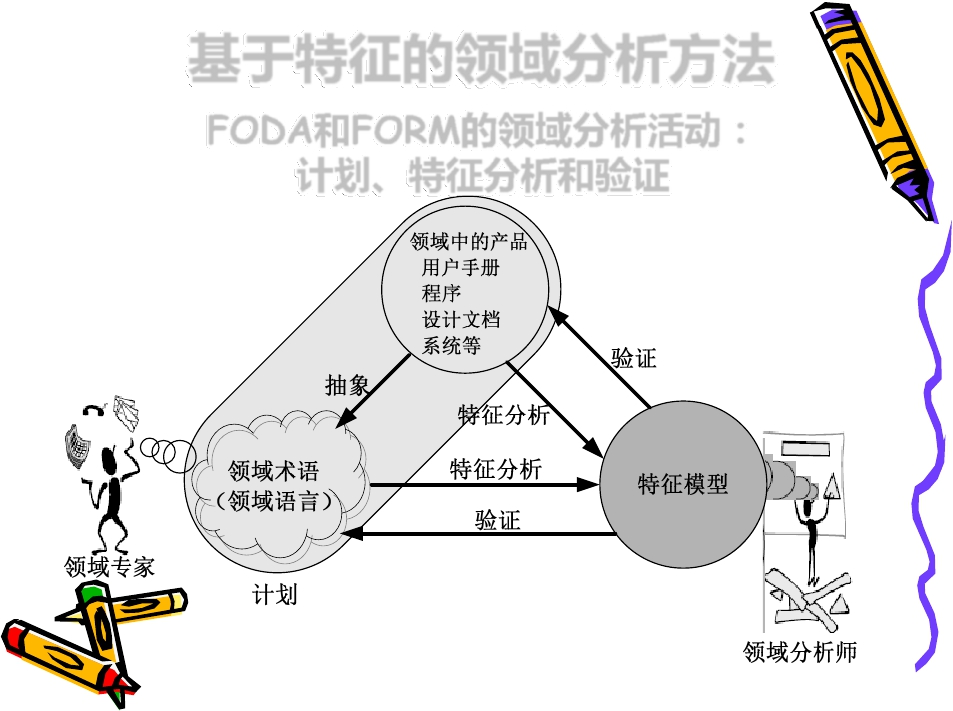 基于特征的领域分析方法
FODA和FORM的领域分析活动：
计划、特征分析和验证
领域中的产品
用户手册
程序
设计文档
系统等
验证
抽象
特征分析
领域术语
（领域语言）
特征分析
特征模型
验证
领域专家
计划
领域分析师